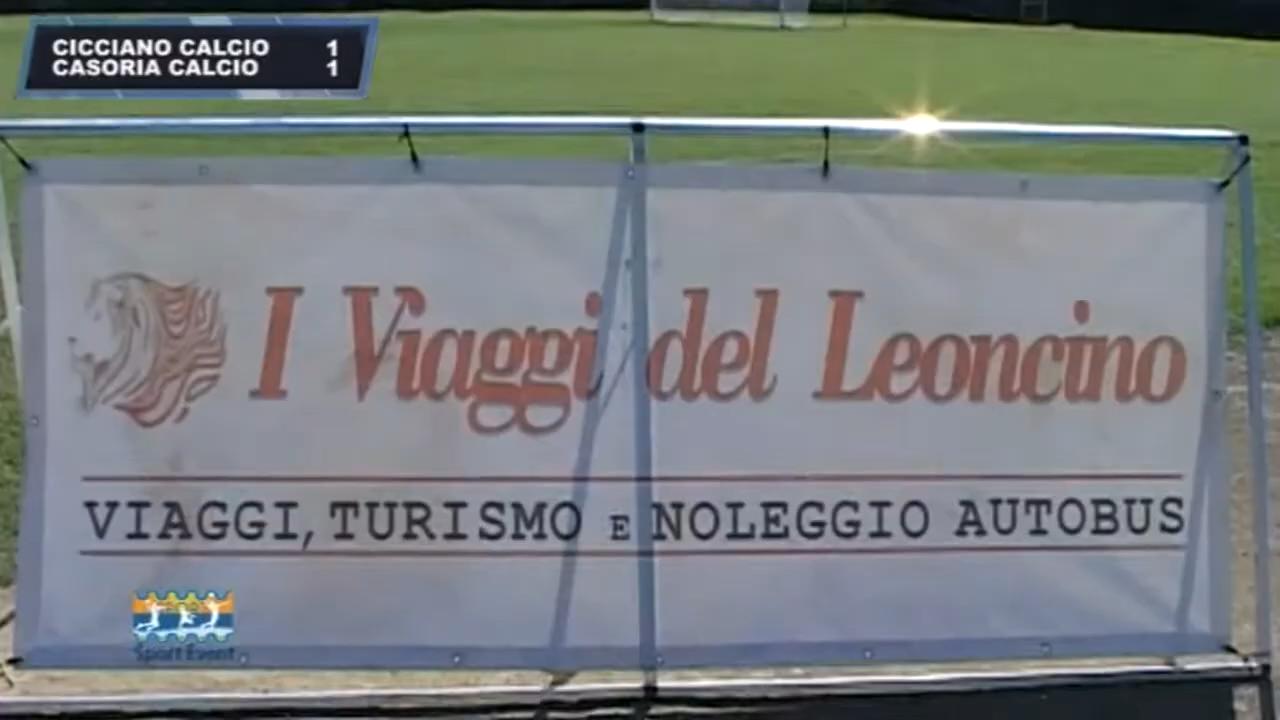 CICCIANO CALCIO 1
CASORIA CALCIO 1
I Viaggi del Leoncino
VIAGGI, TURISMO E NOLEGGIO AUTOBUS
Sport Event